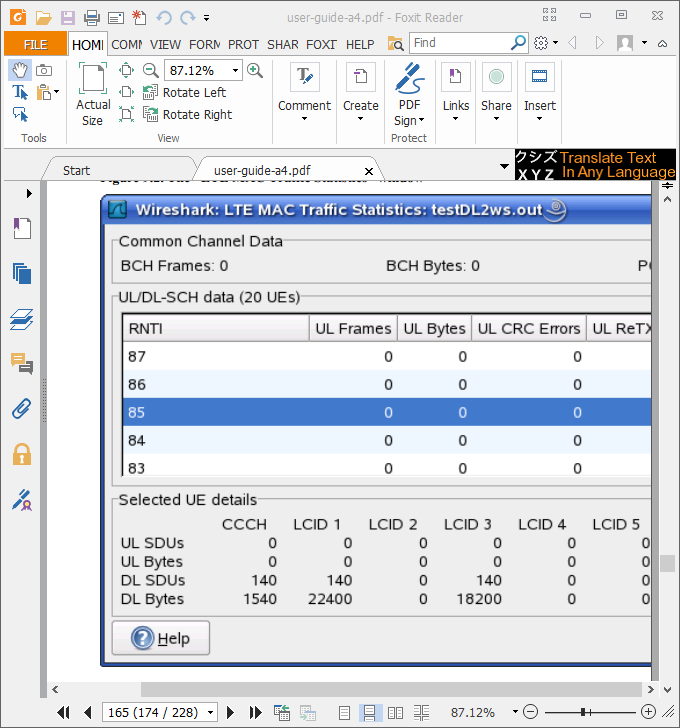 user-guide-a4.pdf - Foxit Reader
FILE HOME COMM VIEW FORM PROT SHAR FOXT HELP Find
87.12%
Actual Size
Rotate Left
Rotate Right
Comment
Create
PDF Sign
Links
Share
Insert
Tools View Protect
Start user-guide-a4.pdf
クシズ Translate Text
XYZ In Any Language
Wireshark: LTE MAC Traffic Statistics: testDL2ws.out
Common Channel Data
BCH Frames: 0 BCH Bytes: 0
UL/DL-SCH data (20 UEs)
RNTI UL Frames UL Bytes UL CRC Errors UL ReTX
87 0 0 0
86 0 0 0
85 0 0 0
84 0 0 0
83 0 0 0
Selected UE details
CCCH LCID 1 LCID 2 LCID 3 LCID 4 LCID 5
UL SDUs 0 0 0 0 0 0
UL Bytes 0 0 0 0 0 0
DL SDUs 140 140 0 140 0 0
DL Bytes 1540 22400 0 18200 0 0
Help
165 (174 / 228) 87.12%